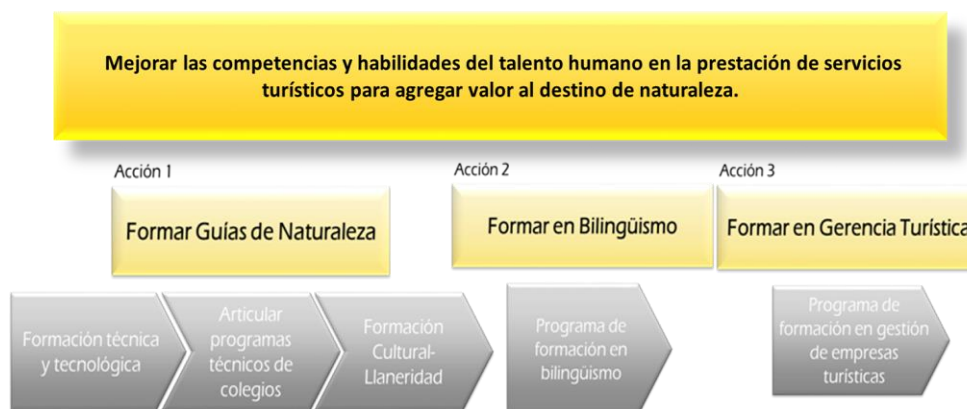 Mejorar las competencias y habilidades del talento humano en la prestación de servicios
turísticos para agregar valor al destino de naturaleza.
Acción 1
Formar Guías de Naturaleza
Acción 2
Formar en Bilingüismo
Acción 3
Formar en Gerencia Turística
Formación técnica
y tecnológica
Articular
programas
técnicos de
colegios
Formación
Cultural-
Llaneridad
Programa de
formación en
bilingüismo
Programa de
formación en gestión
de empresas
turísticas